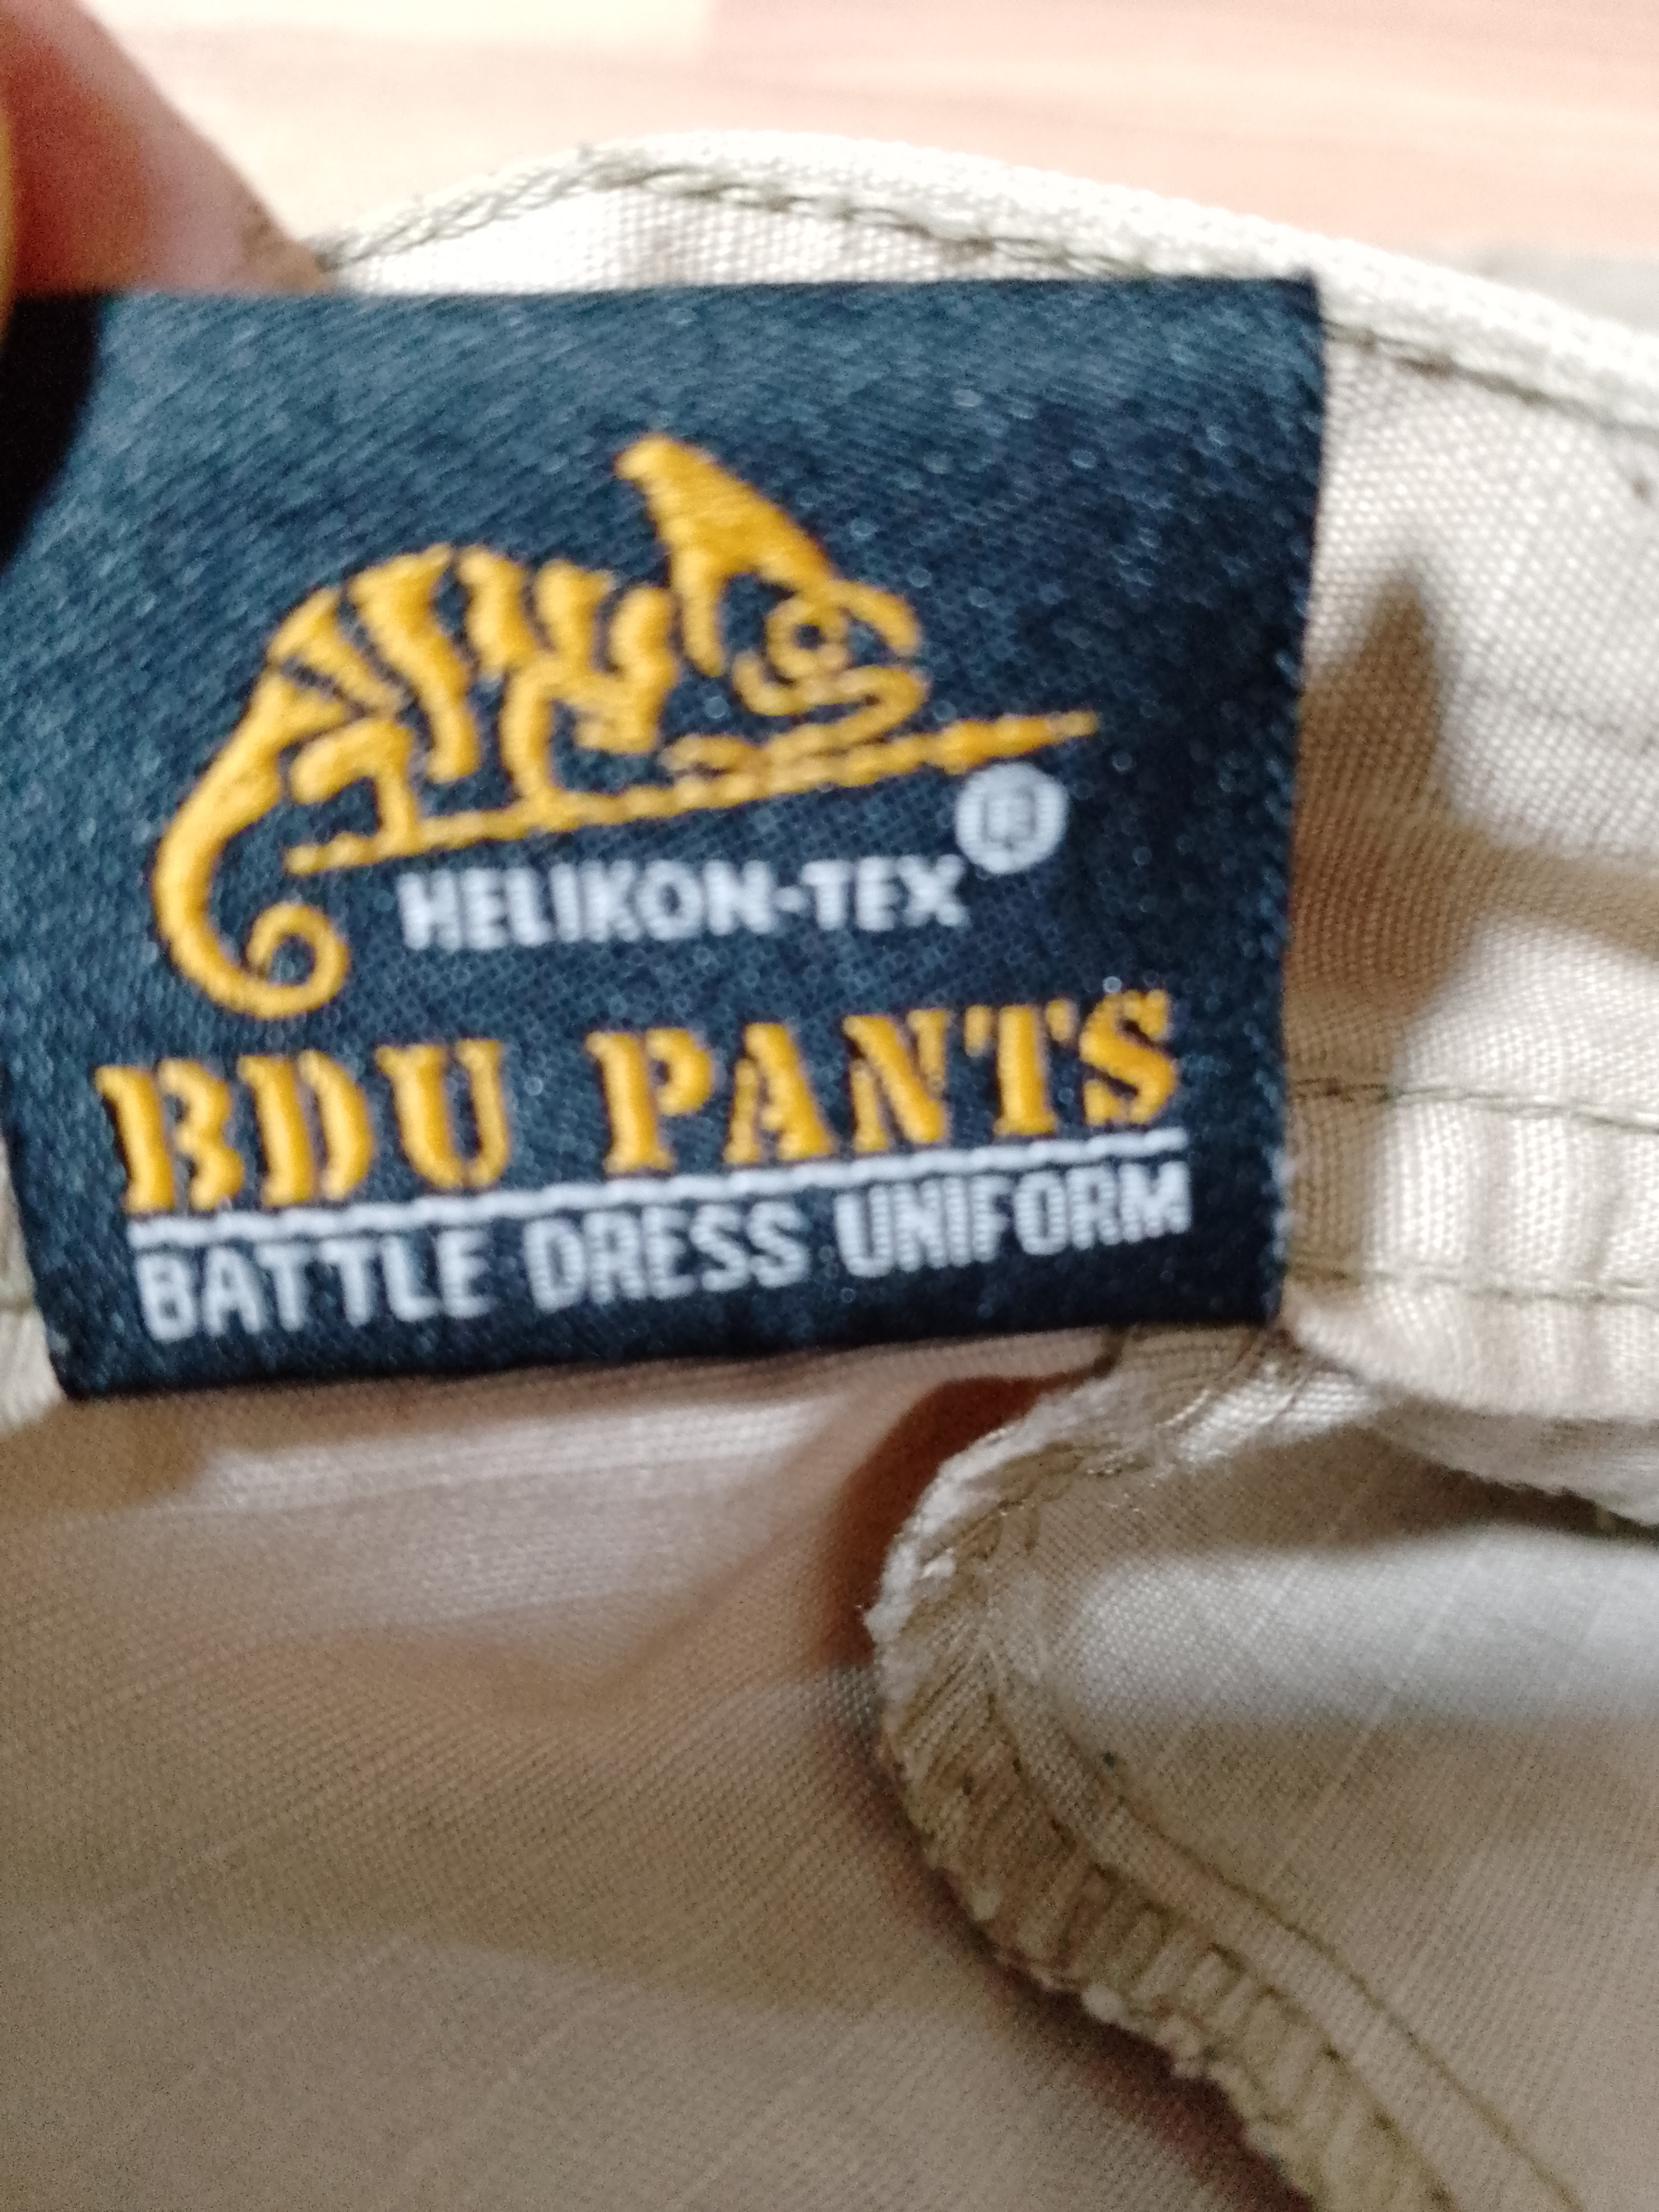 HELIKON-TEX®
BDU PANTS
BATTLE DRESS UNIFORM